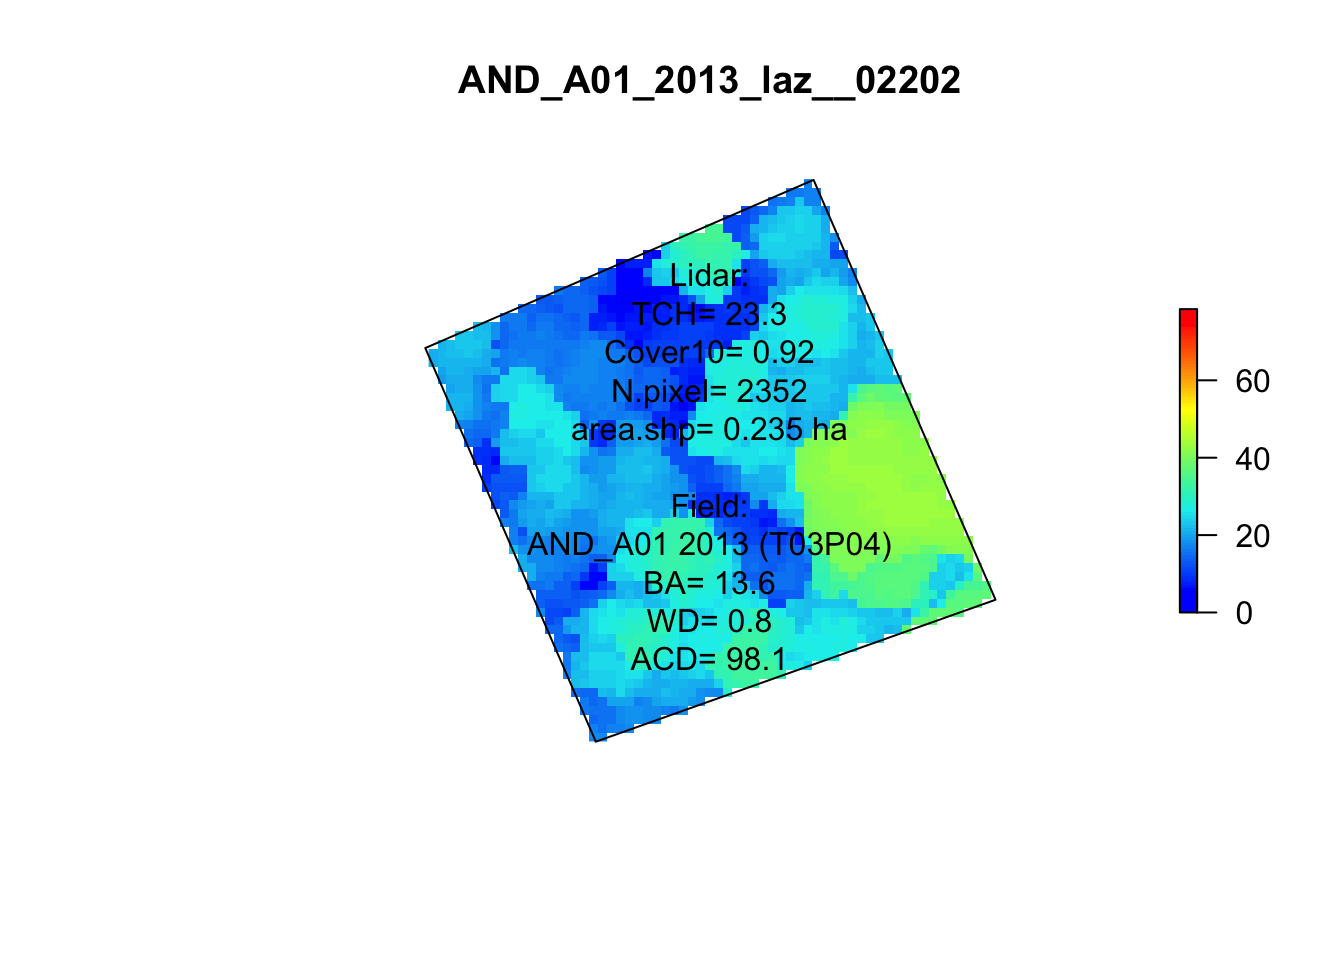 AND_A01_2013_laz__02202
Lidar:
TCH= 23.3
Cover10= 0.92
N.pixel= 2352
area.shp= 0.235 ha
Field:
AND_A01 2013 (T03P04)
BA= 13.6
WD= 0.8
ACD= 98.1
60
40
20
0